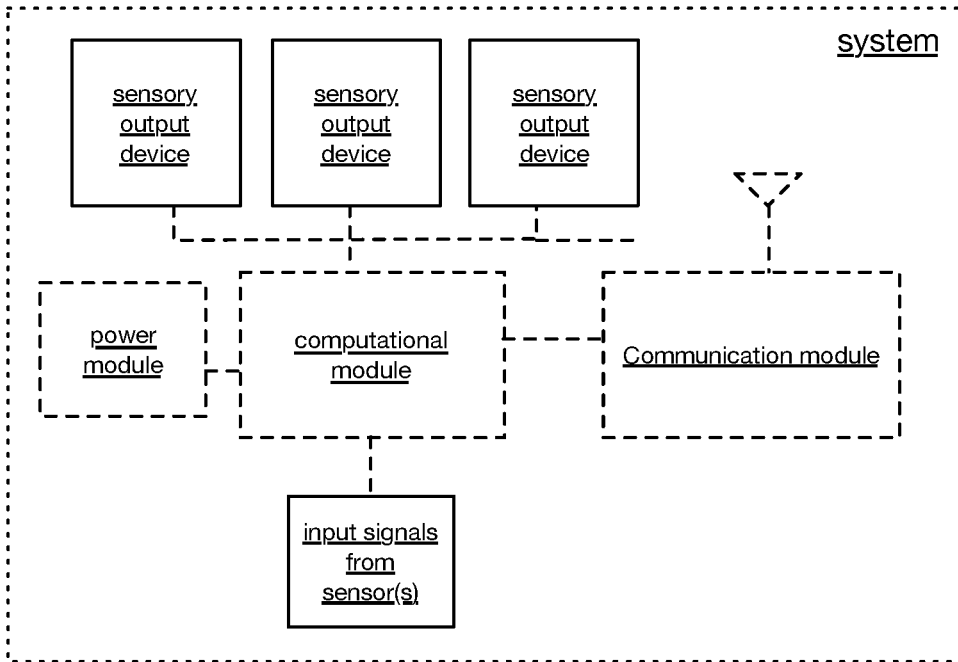 system
sensory
output
device
sensory
output
device
sensory
output
device
power
module
computational
module
Communication module
input signals
from
sensor(s)